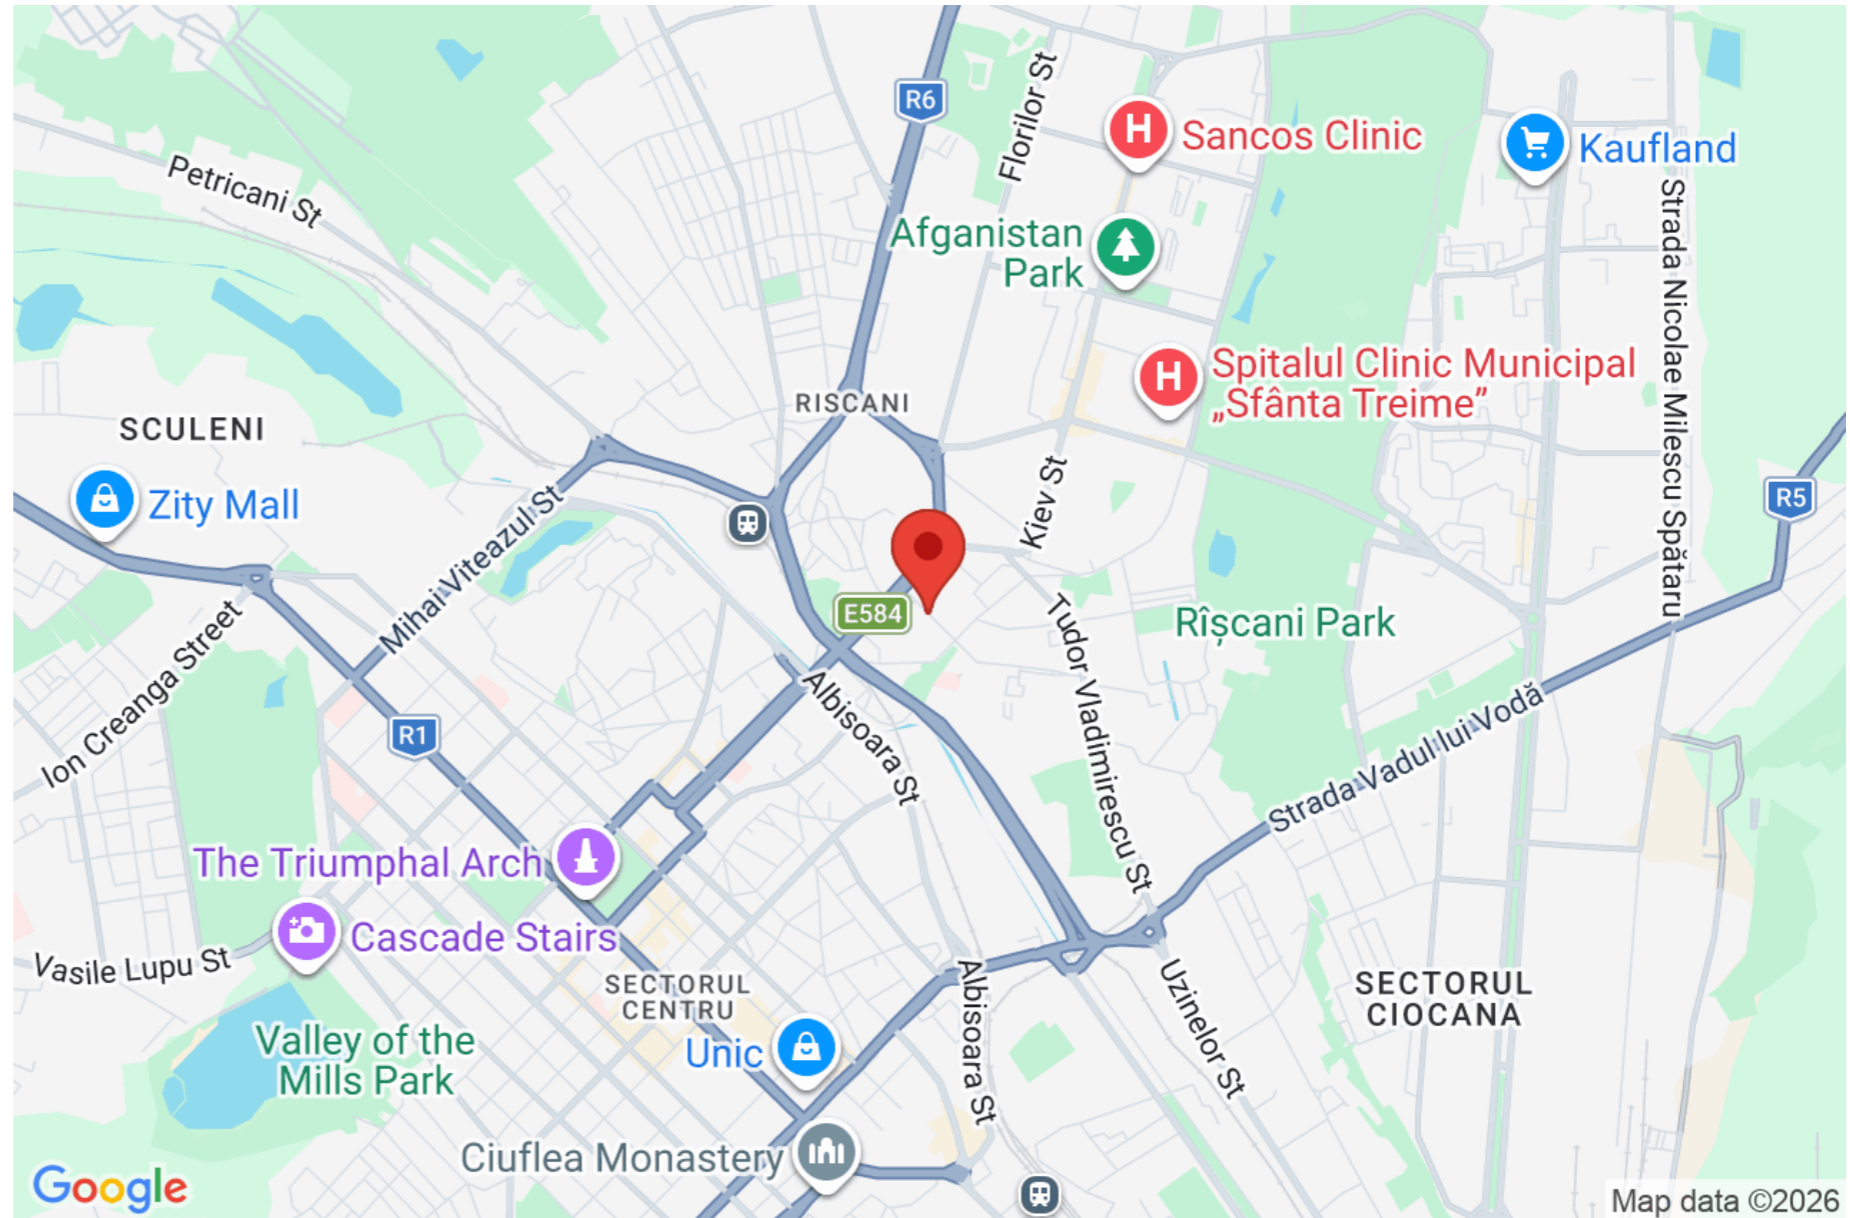 R6
Florilor St
Sancos Clinic
Kaufland
Petricani St
Strada Nicolae Milescu Spătaru
Afganistan
Park
Spitalul Clinic Municipal
„Sfânta Treime”
RISCANI
SCULENI
Zity Mall
Mihai Viteazul St
Kiev St
R5
E584
Tudor Vladimirescu St
Rîșcani Park
Ion Creanga Street
R1
Albisoara St
Strada Vadul lui Vodă
The Triumphal Arch
Cascade Stairs
Vasile Lupu St
SECTORUL
CENTRU
Albisoara St
Uzinelor St
SECTORUL
CIOCANA
Valley of the
Mills Park
Unic
Ciuflea Monastery
Google
Map data ©2026